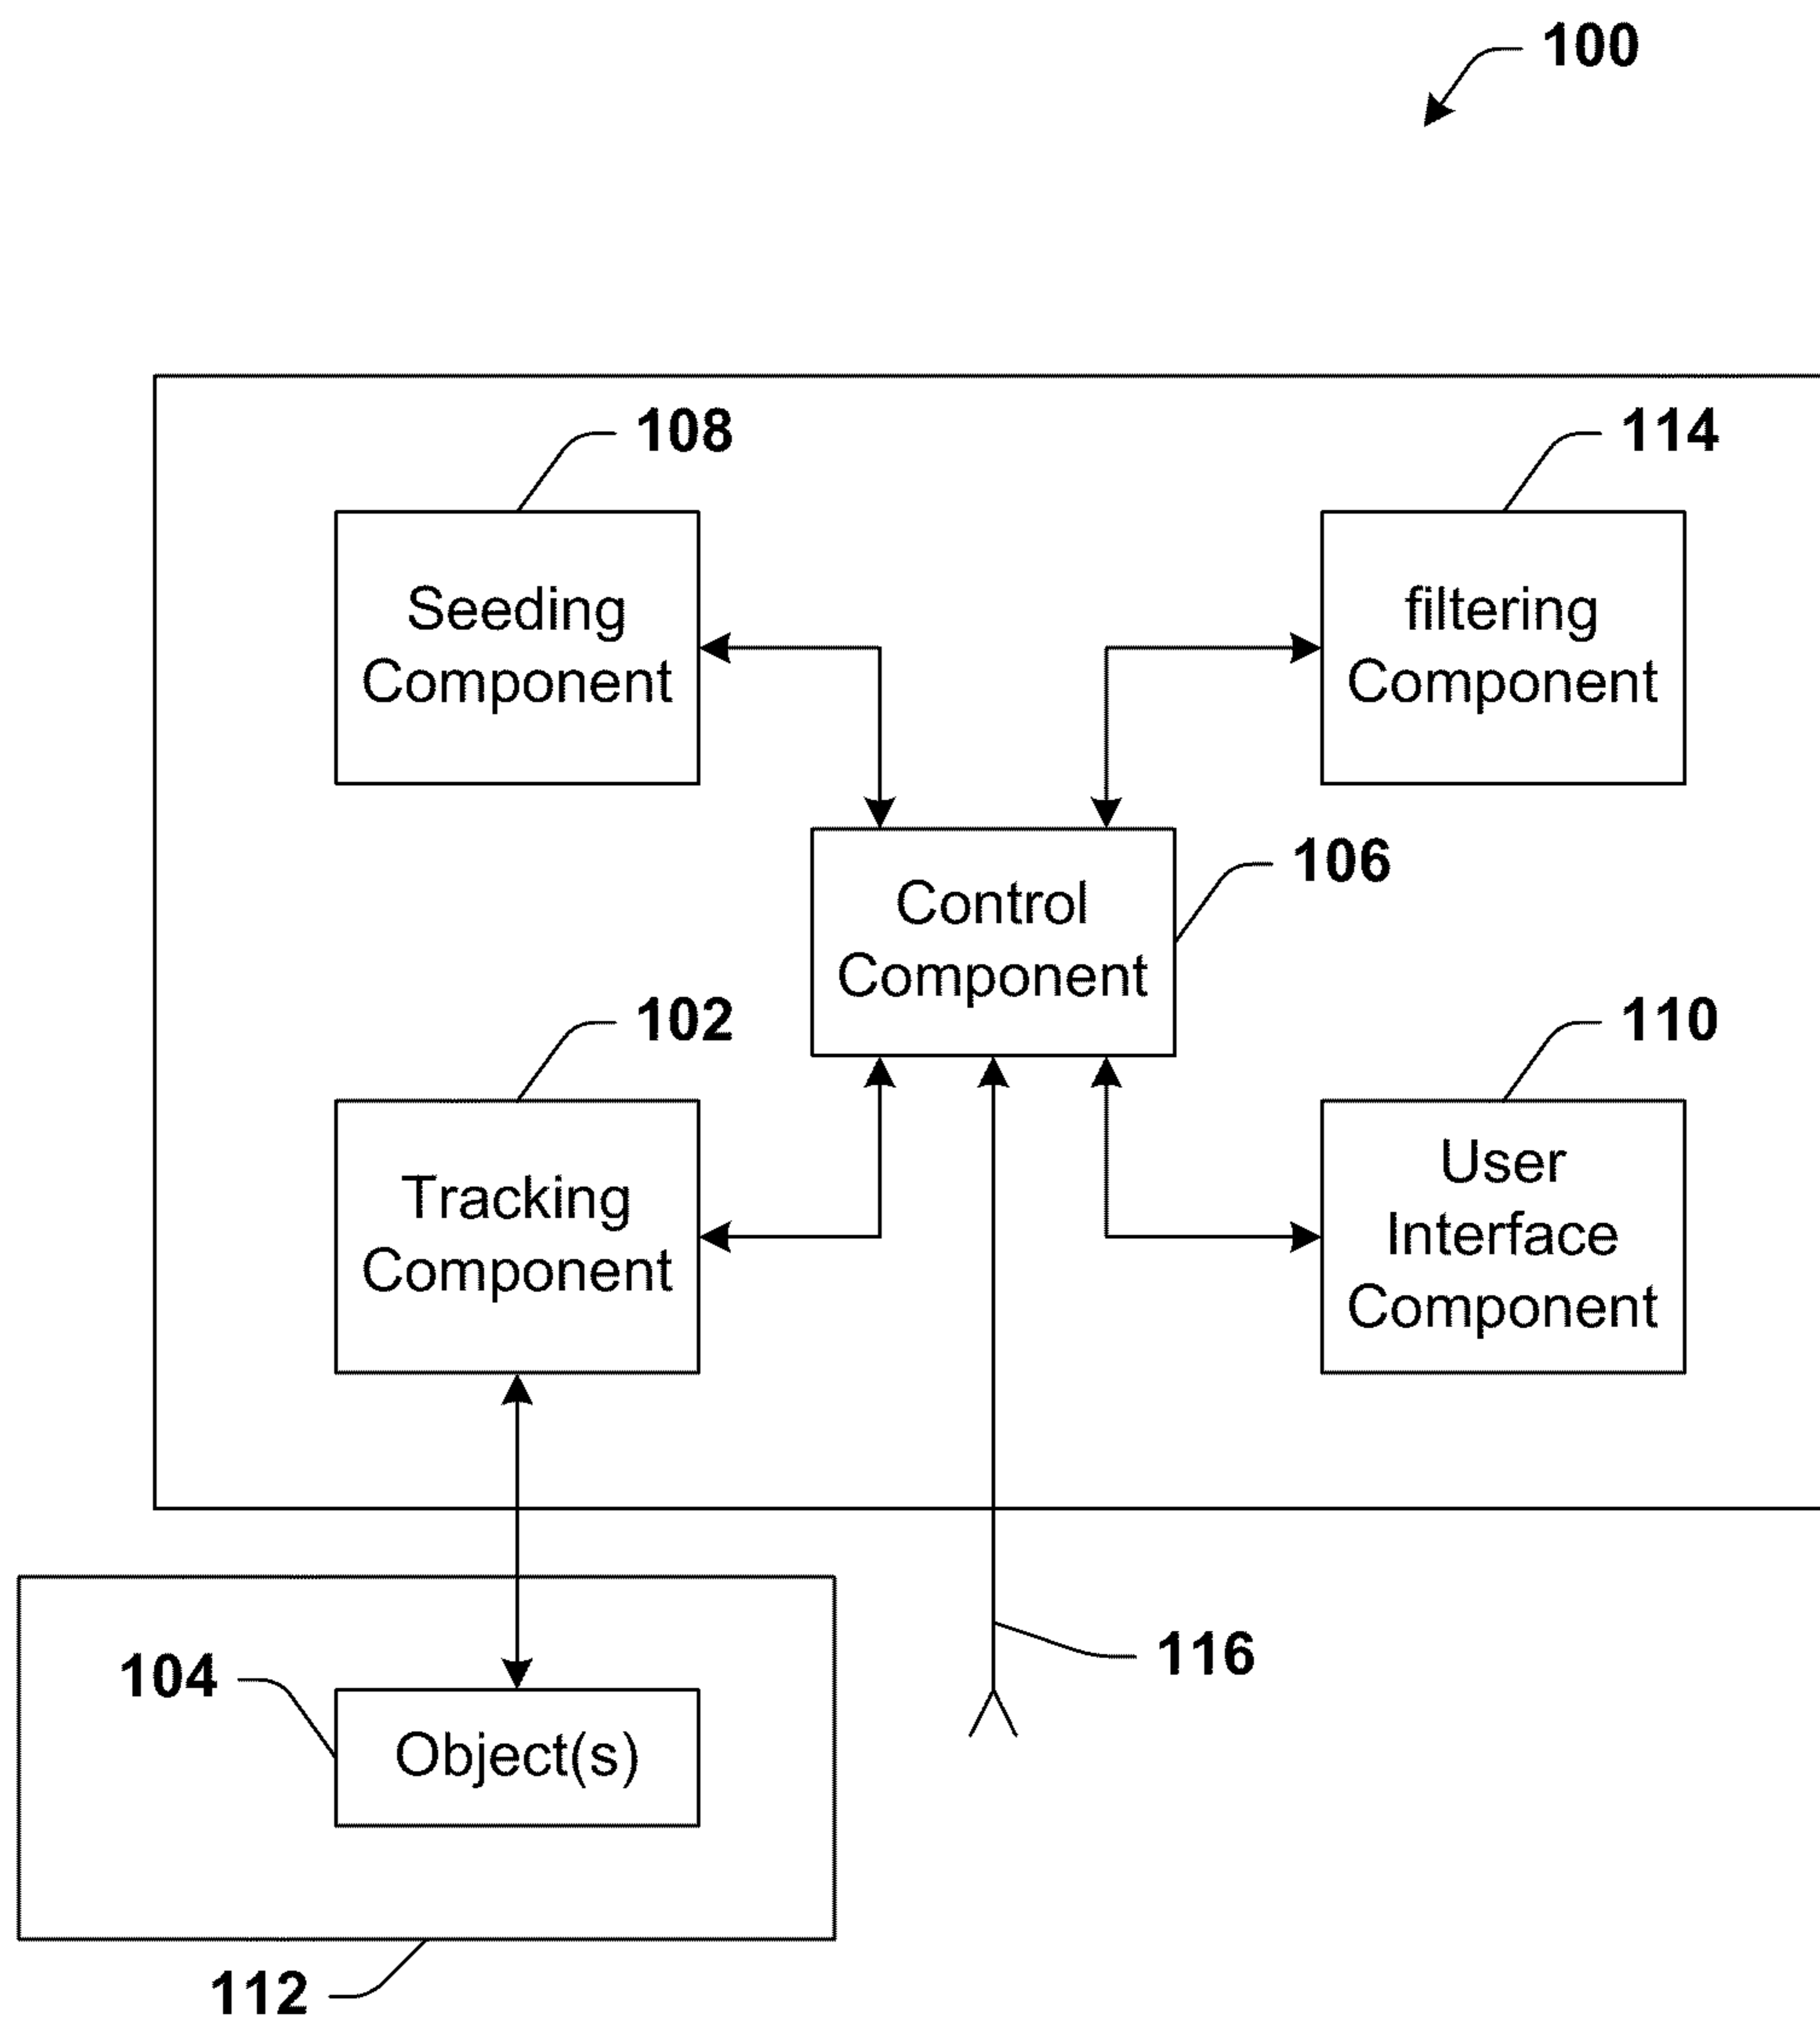 100
108
114
Seeding
Component
filtering
Component
106
Control
Component
102
110
Tracking
Component
User
Interface
Component
116
104
Object(s)
112